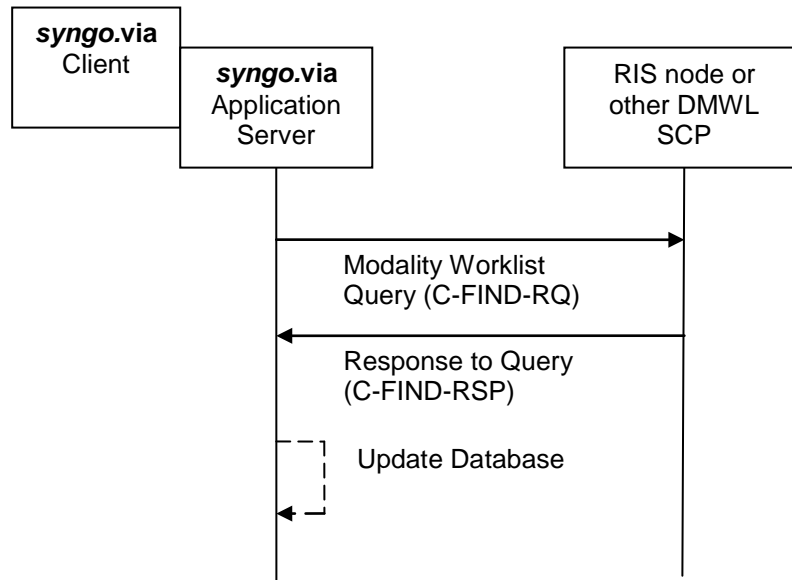 syngo.via
Client
syngo.via
Application
Server
RIS node or
other DMWL
SCP
Modality Worklist
Query (C-FIND-RQ)
Response to Query
(C-FIND-RSP)
Update Database